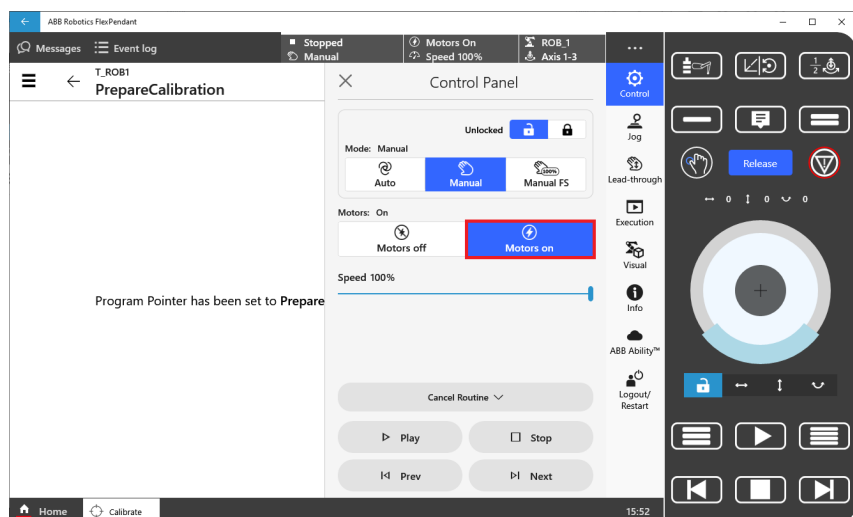 ABB Robotics FlexPendant
Messages
Event log
Stopped
Manual
Motors On
Speed 100%
ROB_1
Axis 1-3
T_ROB1
PrepareCalibration
Program Pointer has been set to Prepare
Control Panel
Unlocked
Mode: Manual
Auto
Manual
100%
Manual FS
Motors: On
Motors off
Motors on
Speed 100%
Cancel Routine
Play
Stop
Prev
Next
Control
Jog
Lead-through
Execution
Visual
Info
ABB Ability™
Logout/
Restart
1/2
Release
0 0 0
Home
Calibrate
15:52